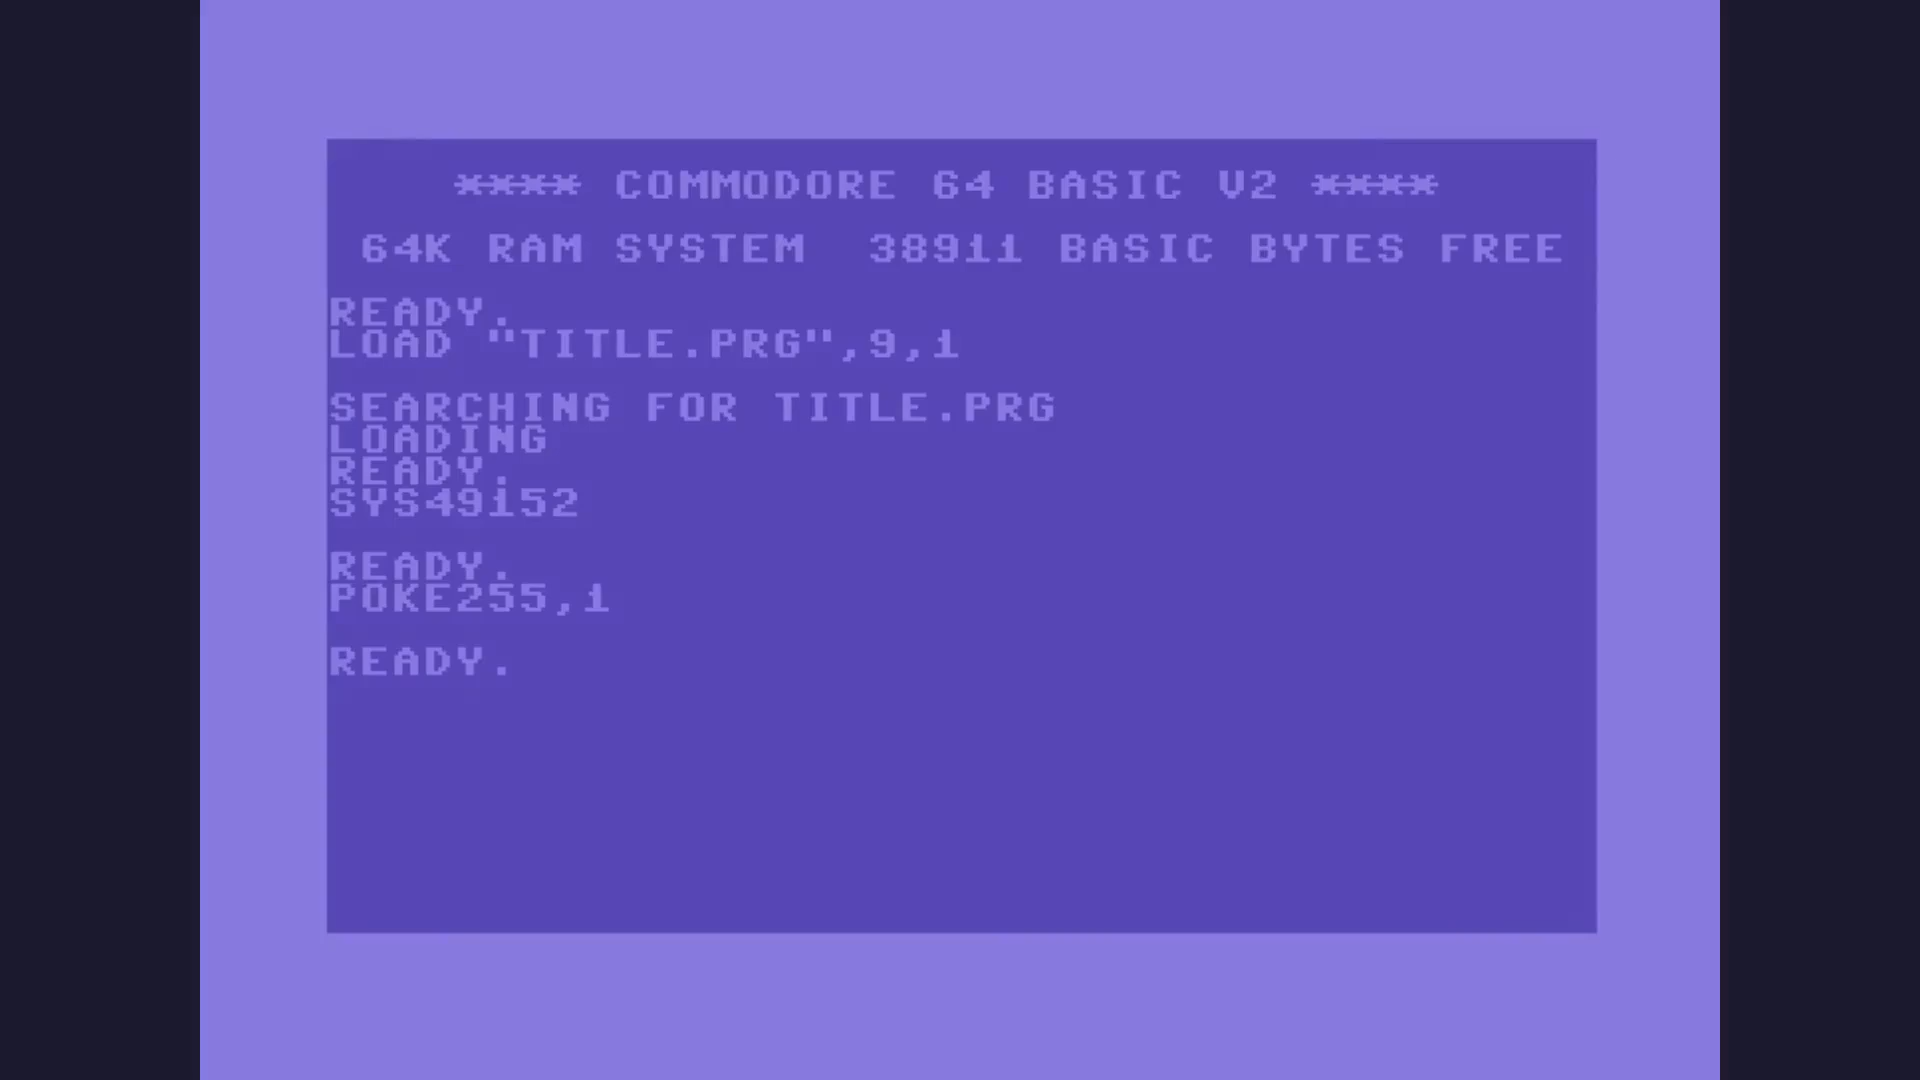 **** COMMODORE 64 BASIC V2 ****
64K RAM SYSTEM  38911 BASIC BYTES FREE
READY.
LOAD "TITLE.PRG",9,1
SEARCHING FOR TITLE.PRG
LOADING
READY.
SYS49152
READY.
POKE255,1
READY.